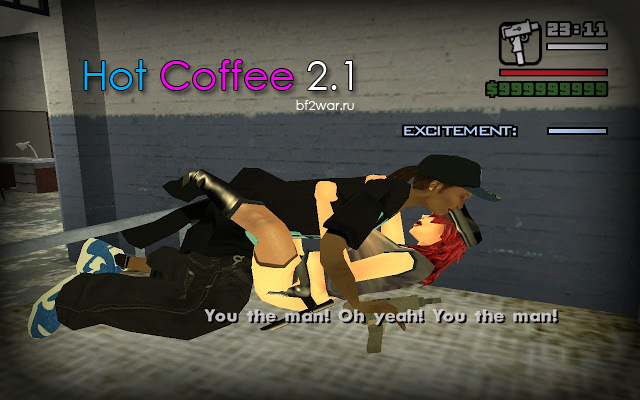 23:11
Hot Coffee 2.1
$999999999
bf2war.ru
EXCITEMENT:
You the man! Oh yeah! You the man!